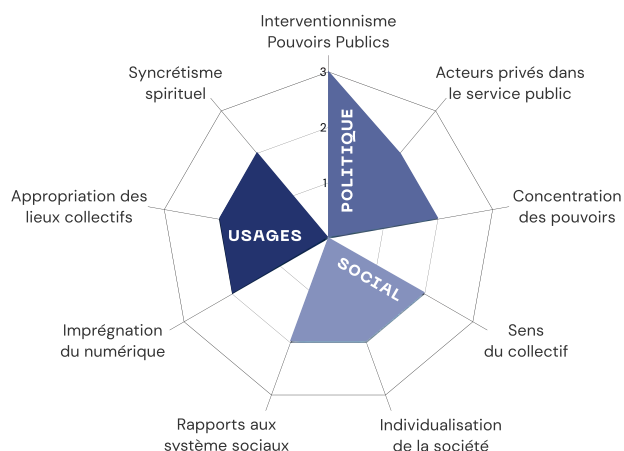 Interventionnisme
Pouvoirs Publics
Syncrétisme
spirituel
Acteurs privés dans
le service public
3
2
1
POLITIQUE
Appropriation des
lieux collectifs
Concentration
des pouvoirs
USAGES
SOCIAL
Imprégnation
du numérique
Sens
du collectif
Rapports aux
système sociaux
Individualisation
de la société